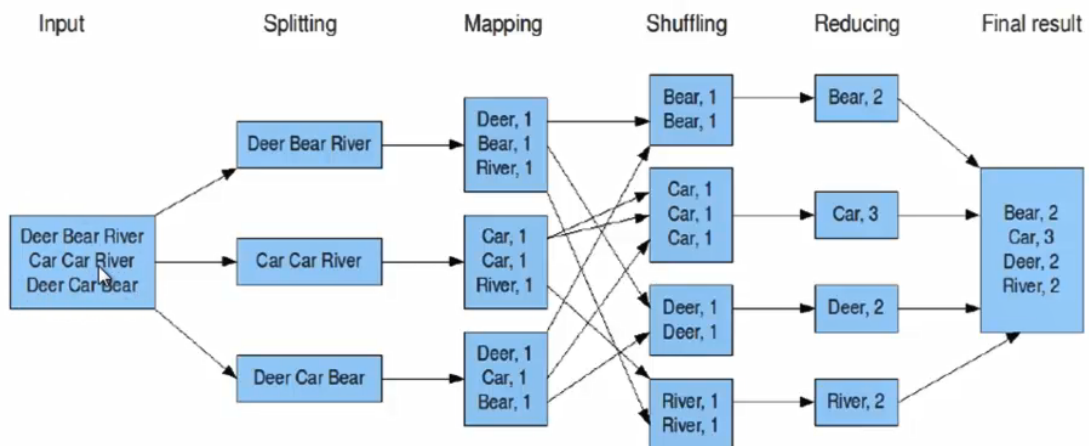 Input
Splitting
Mapping
Shuffling
Reducing
Final result
Deer Bear River
Car Car River
Deer Car Bear
Deer Bear River
Car Car River
Deer Car Bear
Deer, 1
Bear, 1
River, 1
Car, 1
Car, 1
River, 1
Deer, 1
Car, 1
Bear, 1
Bear, 1
Bear, 1
Car, 1
Car, 1
Car, 1
Deer, 1
Deer, 1
River, 1
River, 1
Bear, 2
Car, 3
Deer, 2
River, 2
Bear, 2
Car, 3
Deer, 2
River, 2